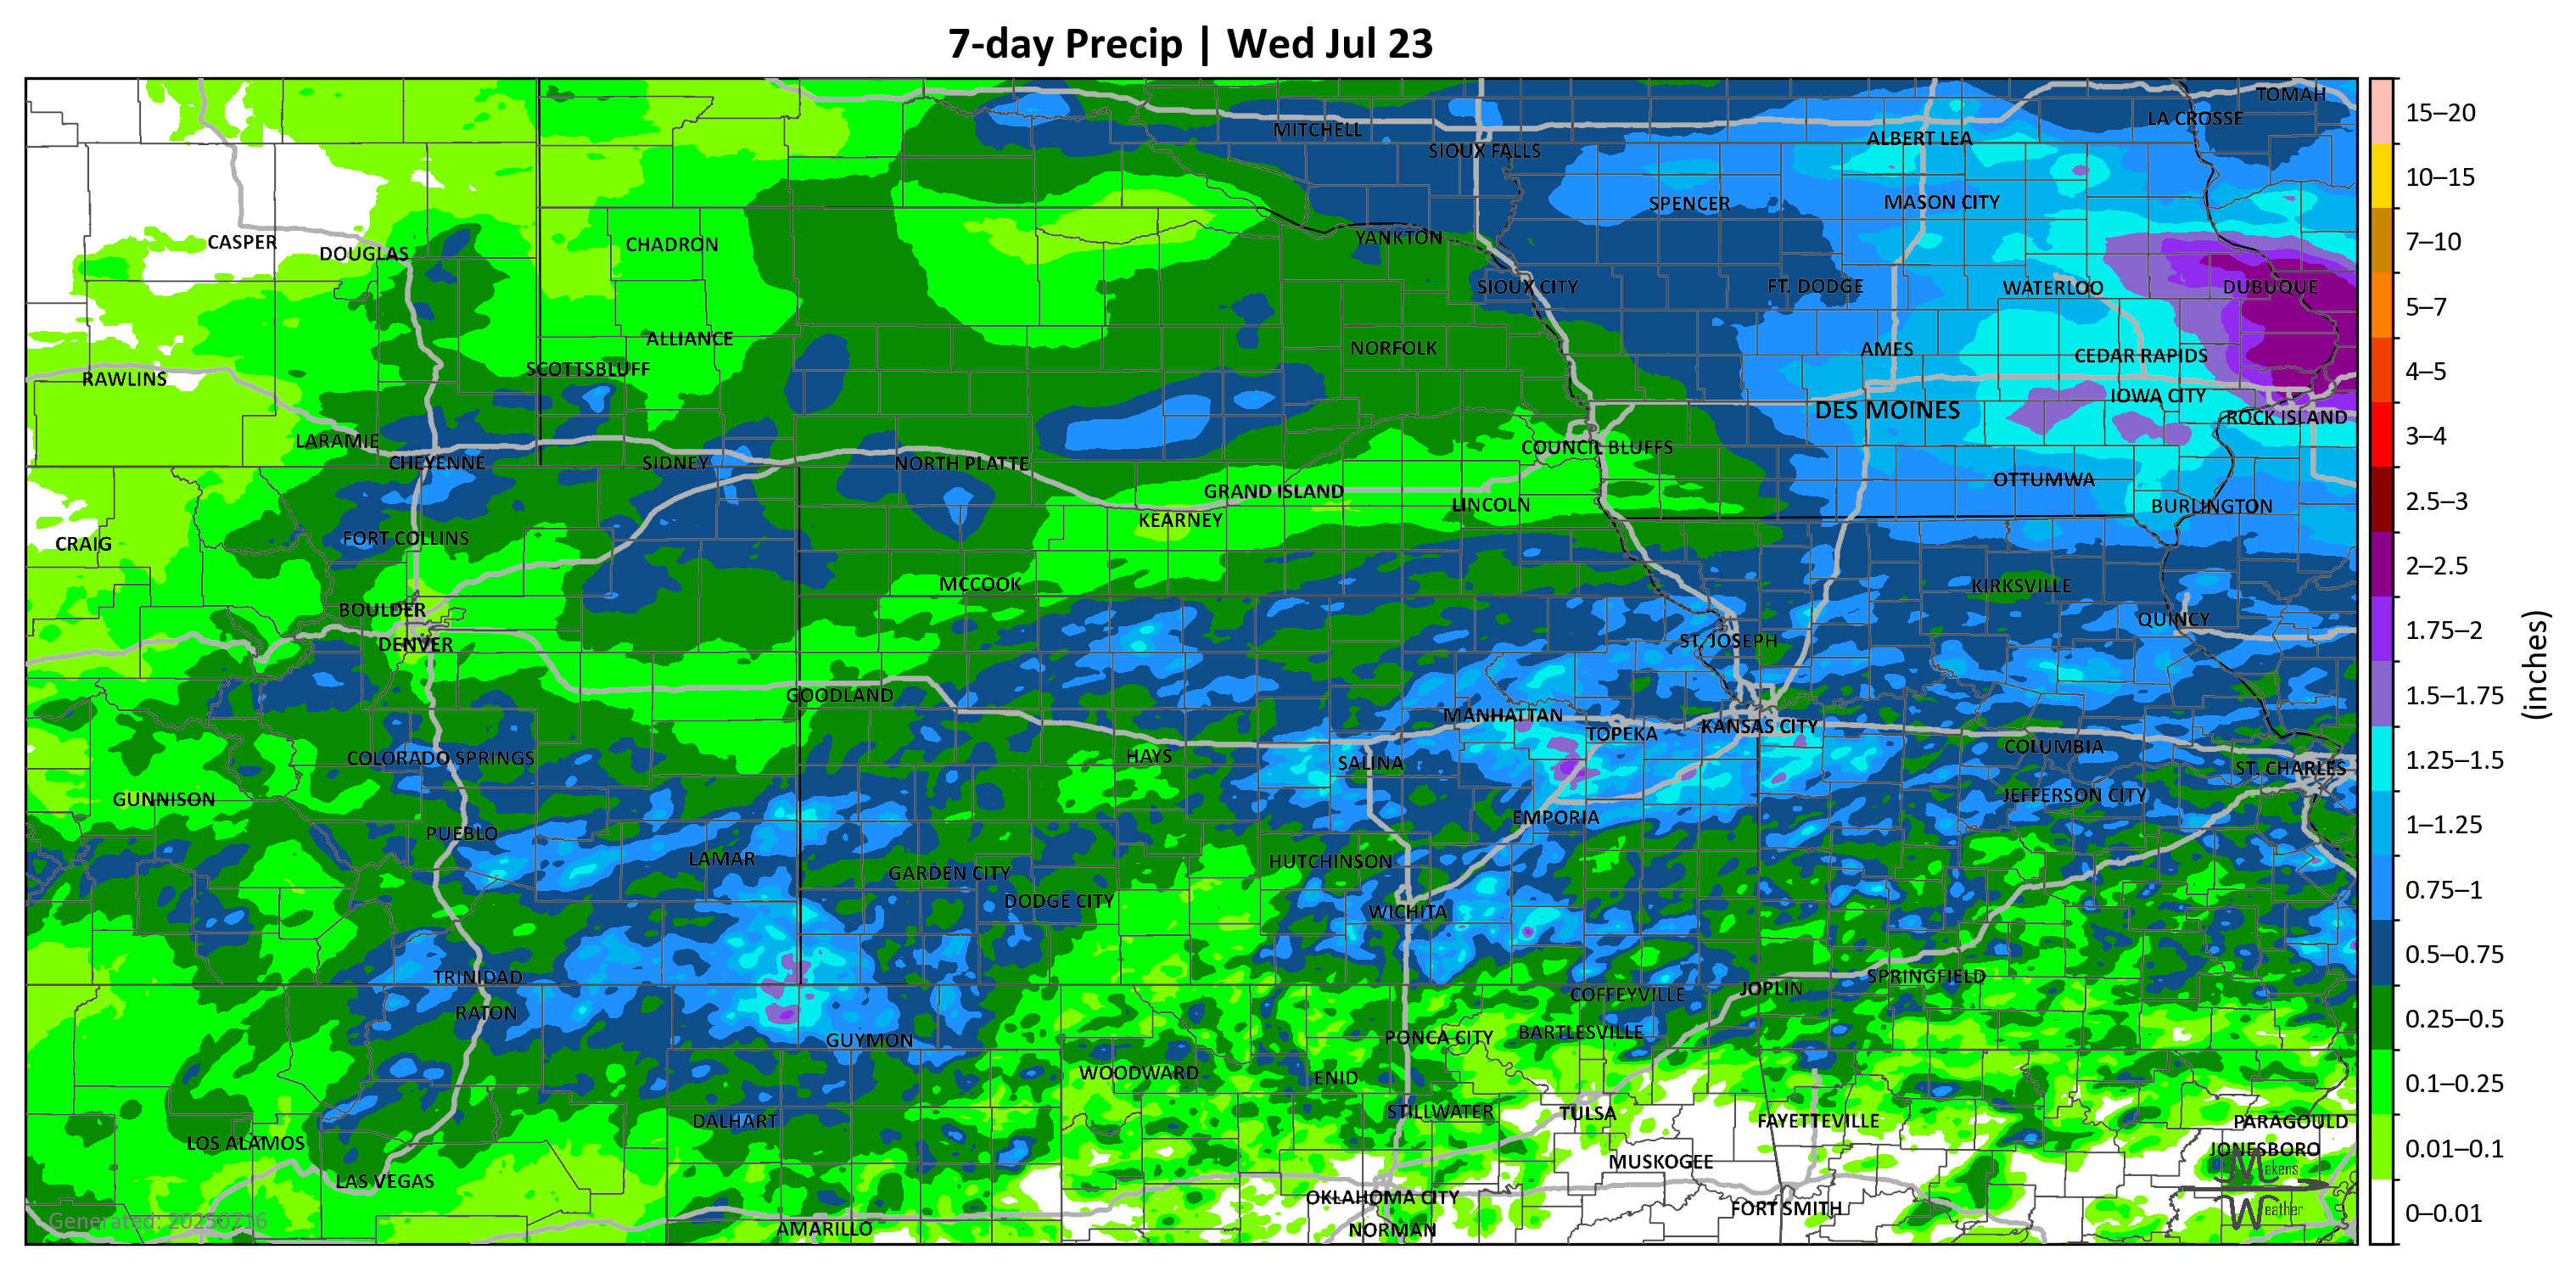 7-day Precip | Wed Jul 23
TOMAH
LA CROSSE
MITCHELL
ALBERT LEA
SIOUX FALLS
SPENCER
MASON CITY
YANKTON
CASPER
CHADRON
DOUGLAS
SIOUX CITY
FT. DODGE
WATERLOO
DUBUQUE
ALLIANCE
NORFOLK
AMES
CEDAR RAPIDS
SCOTTSBLUFF
RAWLINS
IOWA CITY
DES MOINES
ROCK ISLAND
LARAMIE
COUNCIL BLUFFS
CHEYENNE
SIDNEY
NORTH PLATTE
OTTUMWA
GRAND ISLAND
LINCOLN
BURLINGTON
KEARNEY
FORT COLLINS
CRAIG
MCCOOK
KIRKSVILLE
BOULDER
QUINCY
DENVER
ST. JOSEPH
GOODLAND
MANHATTAN
KANSAS CITY
TOPEKA
COLUMBIA
COLORADO SPRINGS
HAYS
SALINA
ST. CHARLES
GUNNISON
JEFFERSON CITY
EMPORIA
PUEBLO
LAMAR
HUTCHINSON
GARDEN CITY
DODGE CITY
WICHITA
TRINIDAD
SPRINGFIELD
JOPLIN
COFFEYVILLE
RATON
BARTLESVILLE
PONCA CITY
GUYMON
WOODWARD
ENID
STILLWATER
TULSA
DALHART
FAYETTEVILLE
PARAGOULD
LOS ALAMOS
JONESBORO
MUSKOGEE
Makens
LAS VEGAS
OKLAHOMA CITY
FORT SMITH
Weather
Generated: 20250716
AMARILLO
NORMAN
15–20
10–15
7–10
5–7
4–5
3–4
2.5–3
2–2.5
1.75–2
1.5–1.75
1.25–1.5
1–1.25
0.75–1
0.5–0.75
0.25–0.5
0.1–0.25
0.01–0.1
0–0.01
(inches)